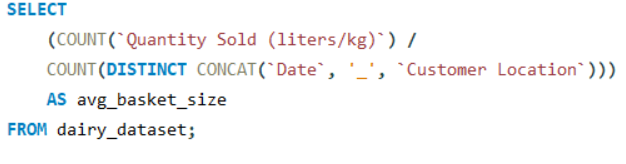 SELECT
(COUNT(`Quantity Sold (liters/kg)`) /
COUNT(DISTINCT CONCAT(`Date`, '_', `Customer Location`)))
AS avg_basket_size
FROM dairy_dataset;